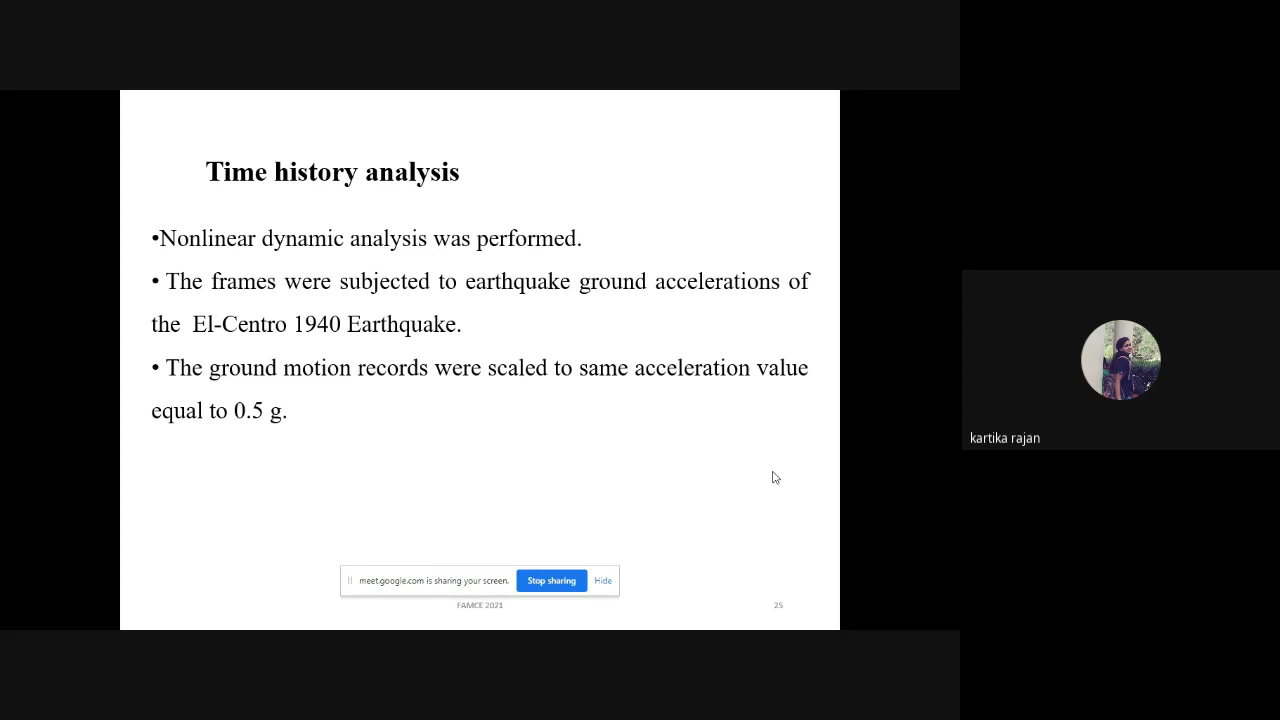 Time history analysis
•Nonlinear dynamic analysis was performed.
• The frames were subjected to earthquake ground accelerations of
the El-Centro 1940 Earthquake.
• The ground motion records were scaled to same acceleration value
equal to 0.5 g.
kartika rajan
meet.google.com is sharing your screen.
Stop sharing
Hide
FAMCE 2021
25